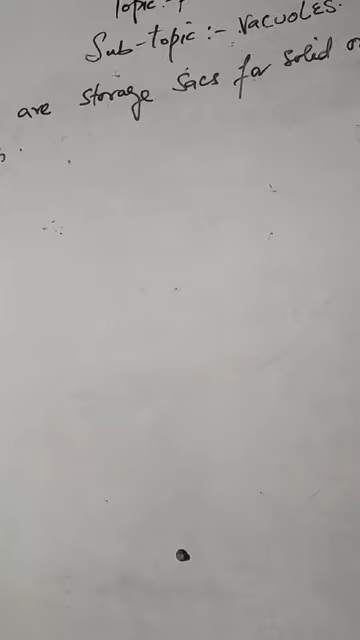 Topic :-
Sub-topic :- Vacuoles.
are storage sacs for solid